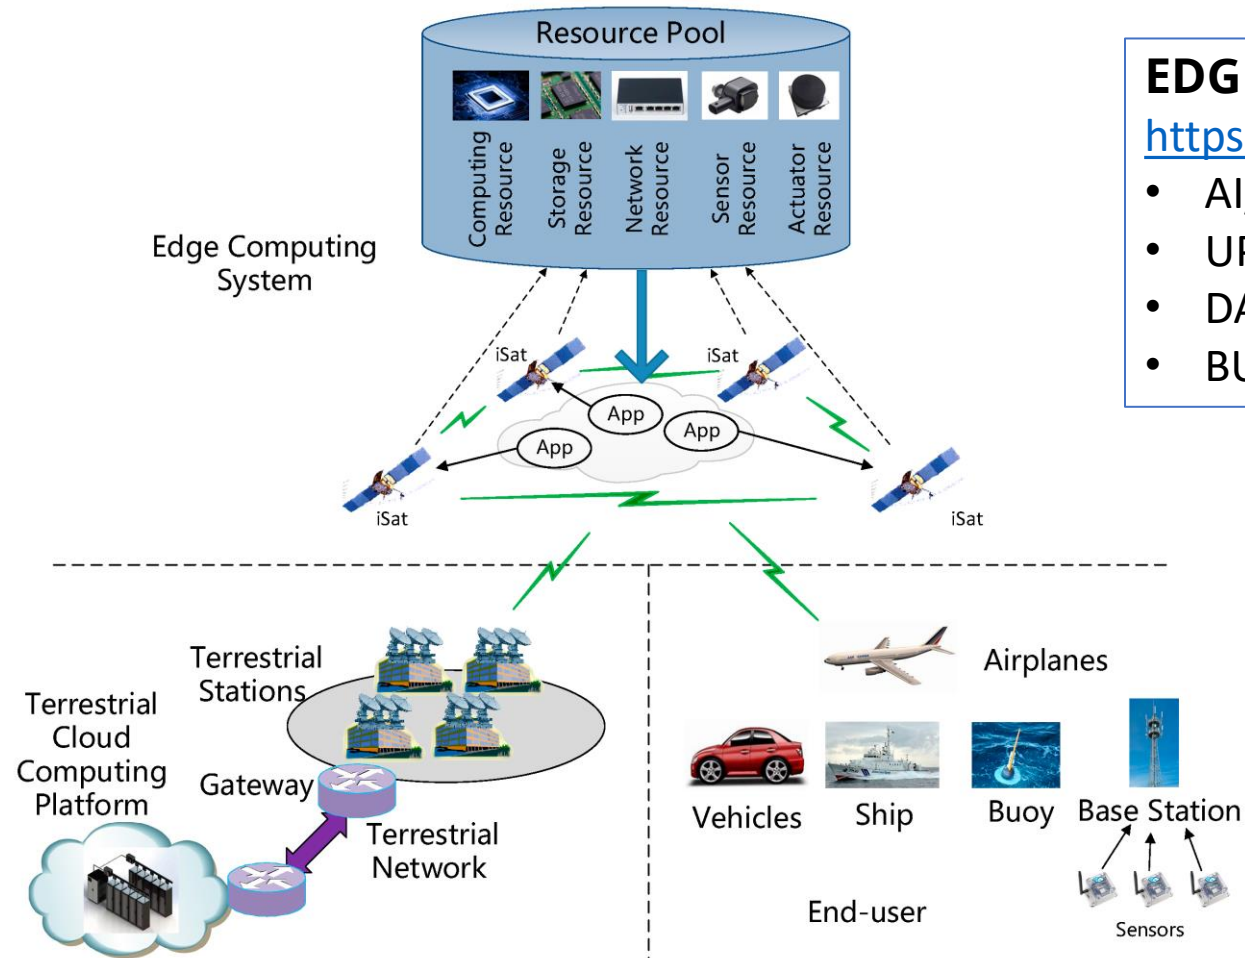 Resource Pool
Computing
Resource
Storage
Resource
Network
Resource
Sensor
Resource
Actuator
Resource
Edge Computing
System
iSat
iSat
App
App
App
iSat
iSat
Terrestrial
Stations
Terrestrial
Cloud
Computing
Platform
Gateway
Terrestrial
Network
Airplanes
Vehicles
Ship
Buoy
Base Station
Sensors
End-user
EDG
https
• AI
• UP
• DA
• BU